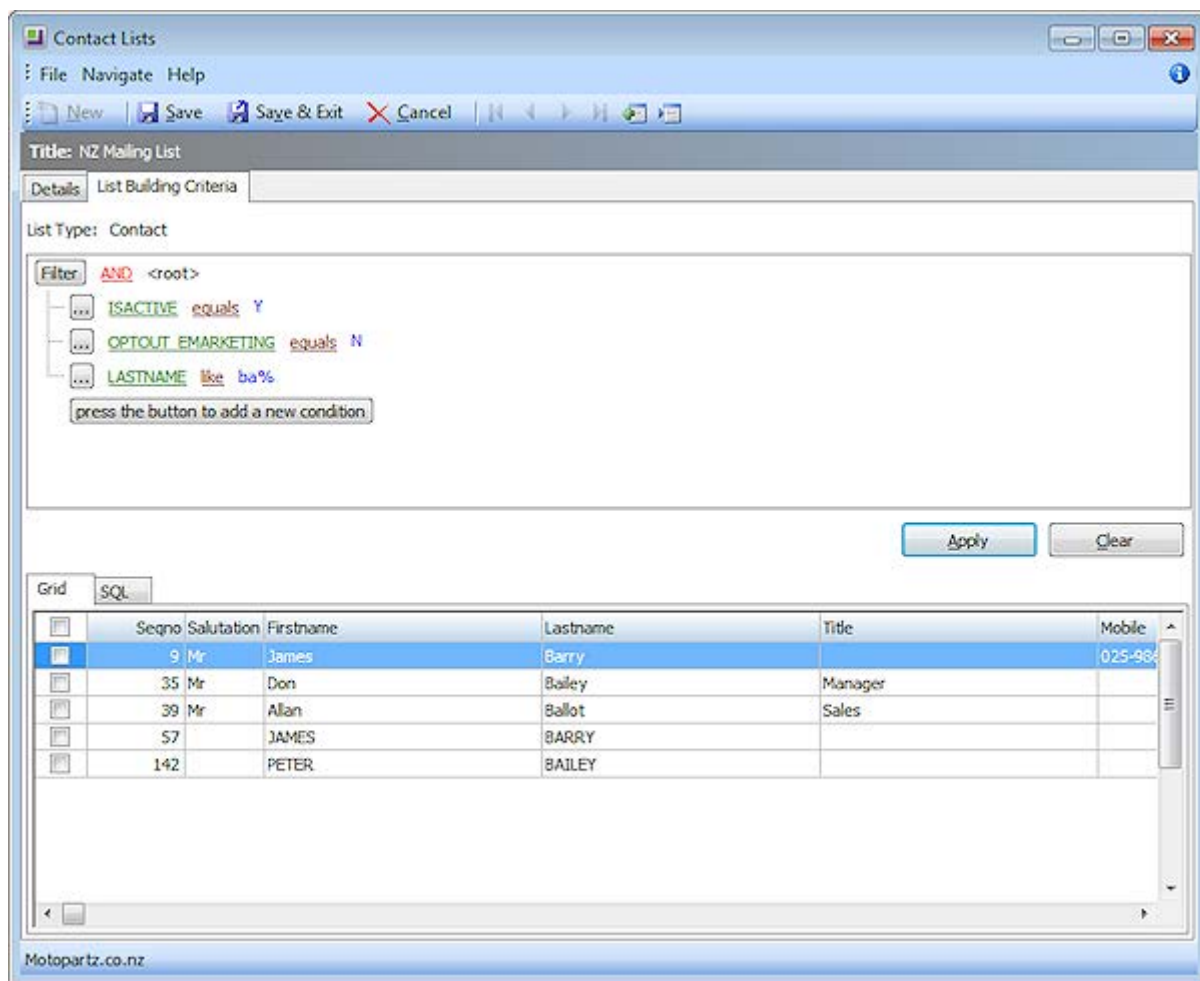 Contact Lists
File Navigate Help
New Save Save & Exit Cancel
Title: NZ Mailing List
Details List Building Criteria
List Type: Contact
Filter AND <root>
... ISACTIVE equals Y
... OPTOUT_EMARKETING equals N
... LASTNAME like ba%
press the button to add a new condition
Apply Clear
Grid SQL
Seqno Salutation Firstname Lastname Title Mobile
9 Mr James Barry 025-986
35 Mr Don Bailey Manager
39 Mr Allan Ballot Sales
57 JAMES BARRY
142 PETER BAILEY
Motopartz.co.nz